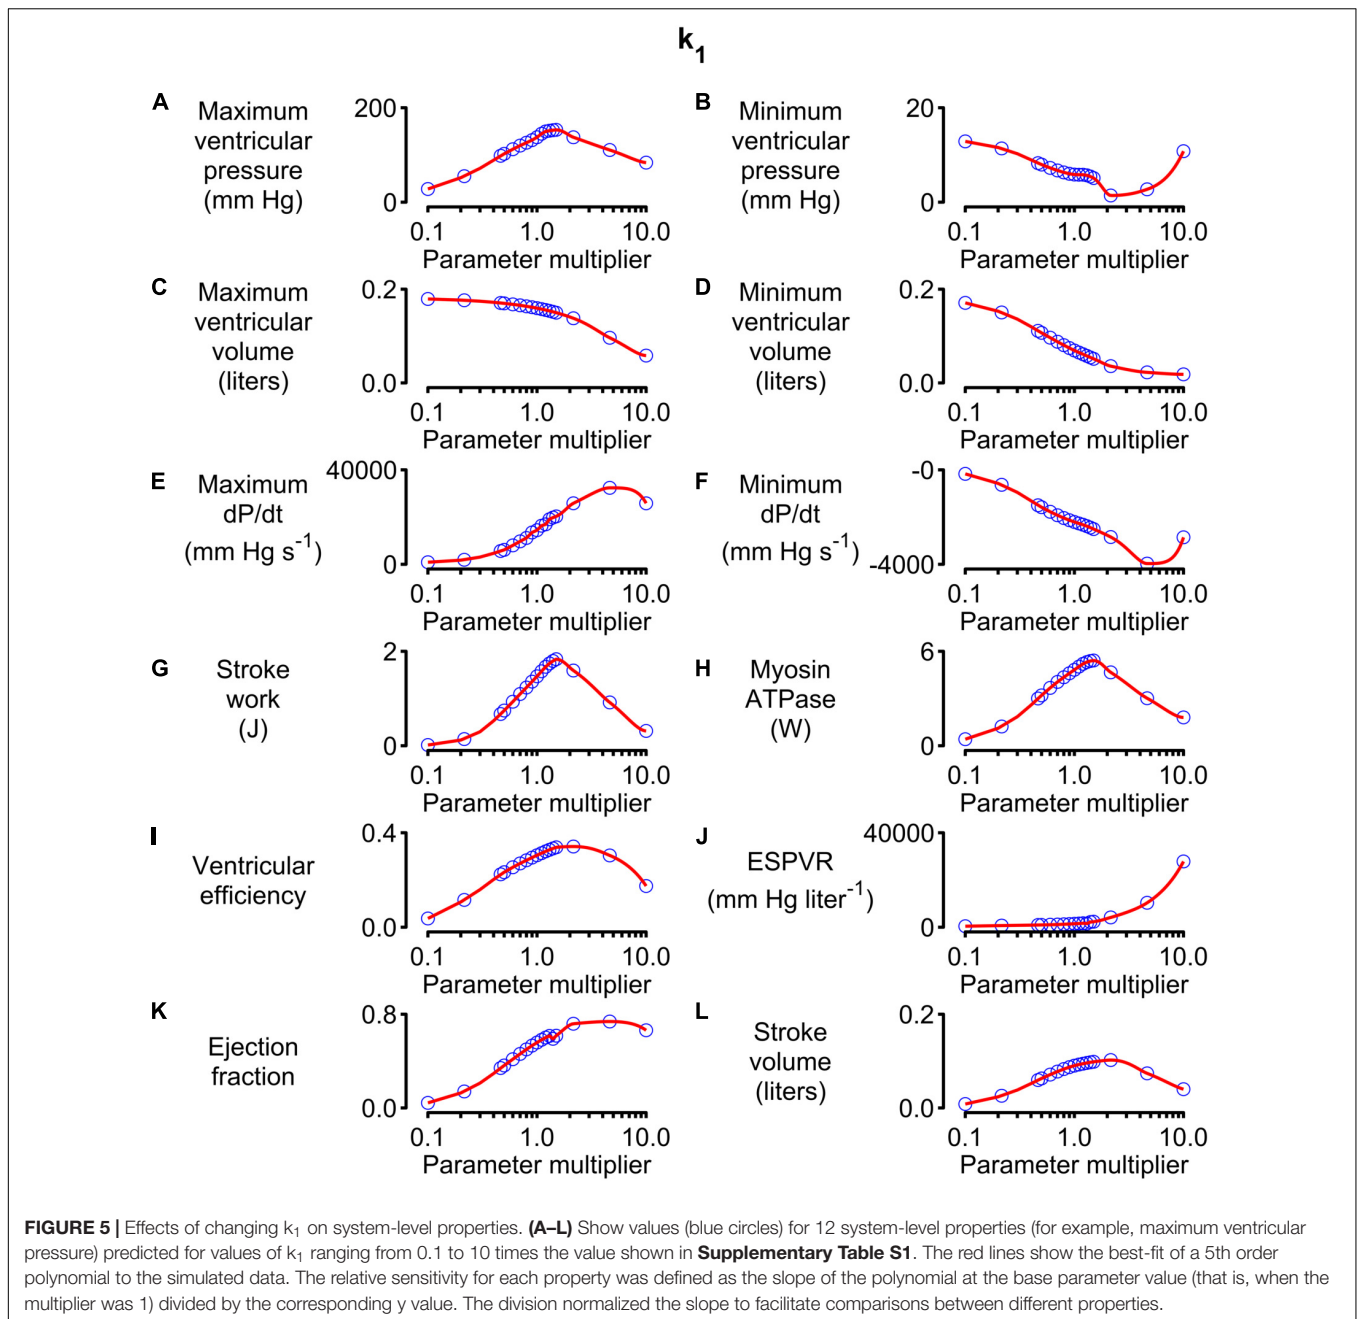 k1
A Maximum ventricular pressure (mm Hg)
200
0
0.1 1.0 10.0
Parameter multiplier
B Minimum ventricular pressure (mm Hg)
20
0
0.1 1.0 10.0
Parameter multiplier
C Maximum ventricular volume (liters)
0.2
0.0
0.1 1.0 10.0
Parameter multiplier
D Minimum ventricular volume (liters)
0.2
0.0
0.1 1.0 10.0
Parameter multiplier
E Maximum dP/dt (mm Hg s-1)
40000
0
0.1 1.0 10.0
Parameter multiplier
F Minimum dP/dt (mm Hg s-1)
-0
-4000
0.1 1.0 10.0
Parameter multiplier
G Stroke work (J)
2
0
0.1 1.0 10.0
Parameter multiplier
H Myosin ATPase (W)
6
0
0.1 1.0 10.0
Parameter multiplier
I Ventricular efficiency
0.4
0.0
0.1 1.0 10.0
Parameter multiplier
J ESPVR (mm Hg liter-1)
40000
0
0.1 1.0 10.0
Parameter multiplier
K Ejection fraction
0.8
0.0
0.1 1.0 10.0
Parameter multiplier
L Stroke volume (liters)
0.2
0.0
0.1 1.0 10.0
Parameter multiplier
FIGURE 5 | Effects of changing k1 on system-level properties. (A–L) Show values (blue circles) for 12 system-level properties (for example, maximum ventricular
pressure) predicted for values of k1 ranging from 0.1 to 10 times the value shown in Supplementary Table S1. The red lines show the best-fit of a 5th order
polynomial to the simulated data. The relative sensitivity for each property was defined as the slope of the polynomial at the base parameter value (that is, when the
multiplier was 1) divided by the corresponding y value. The division normalized the slope to facilitate comparisons between different properties.